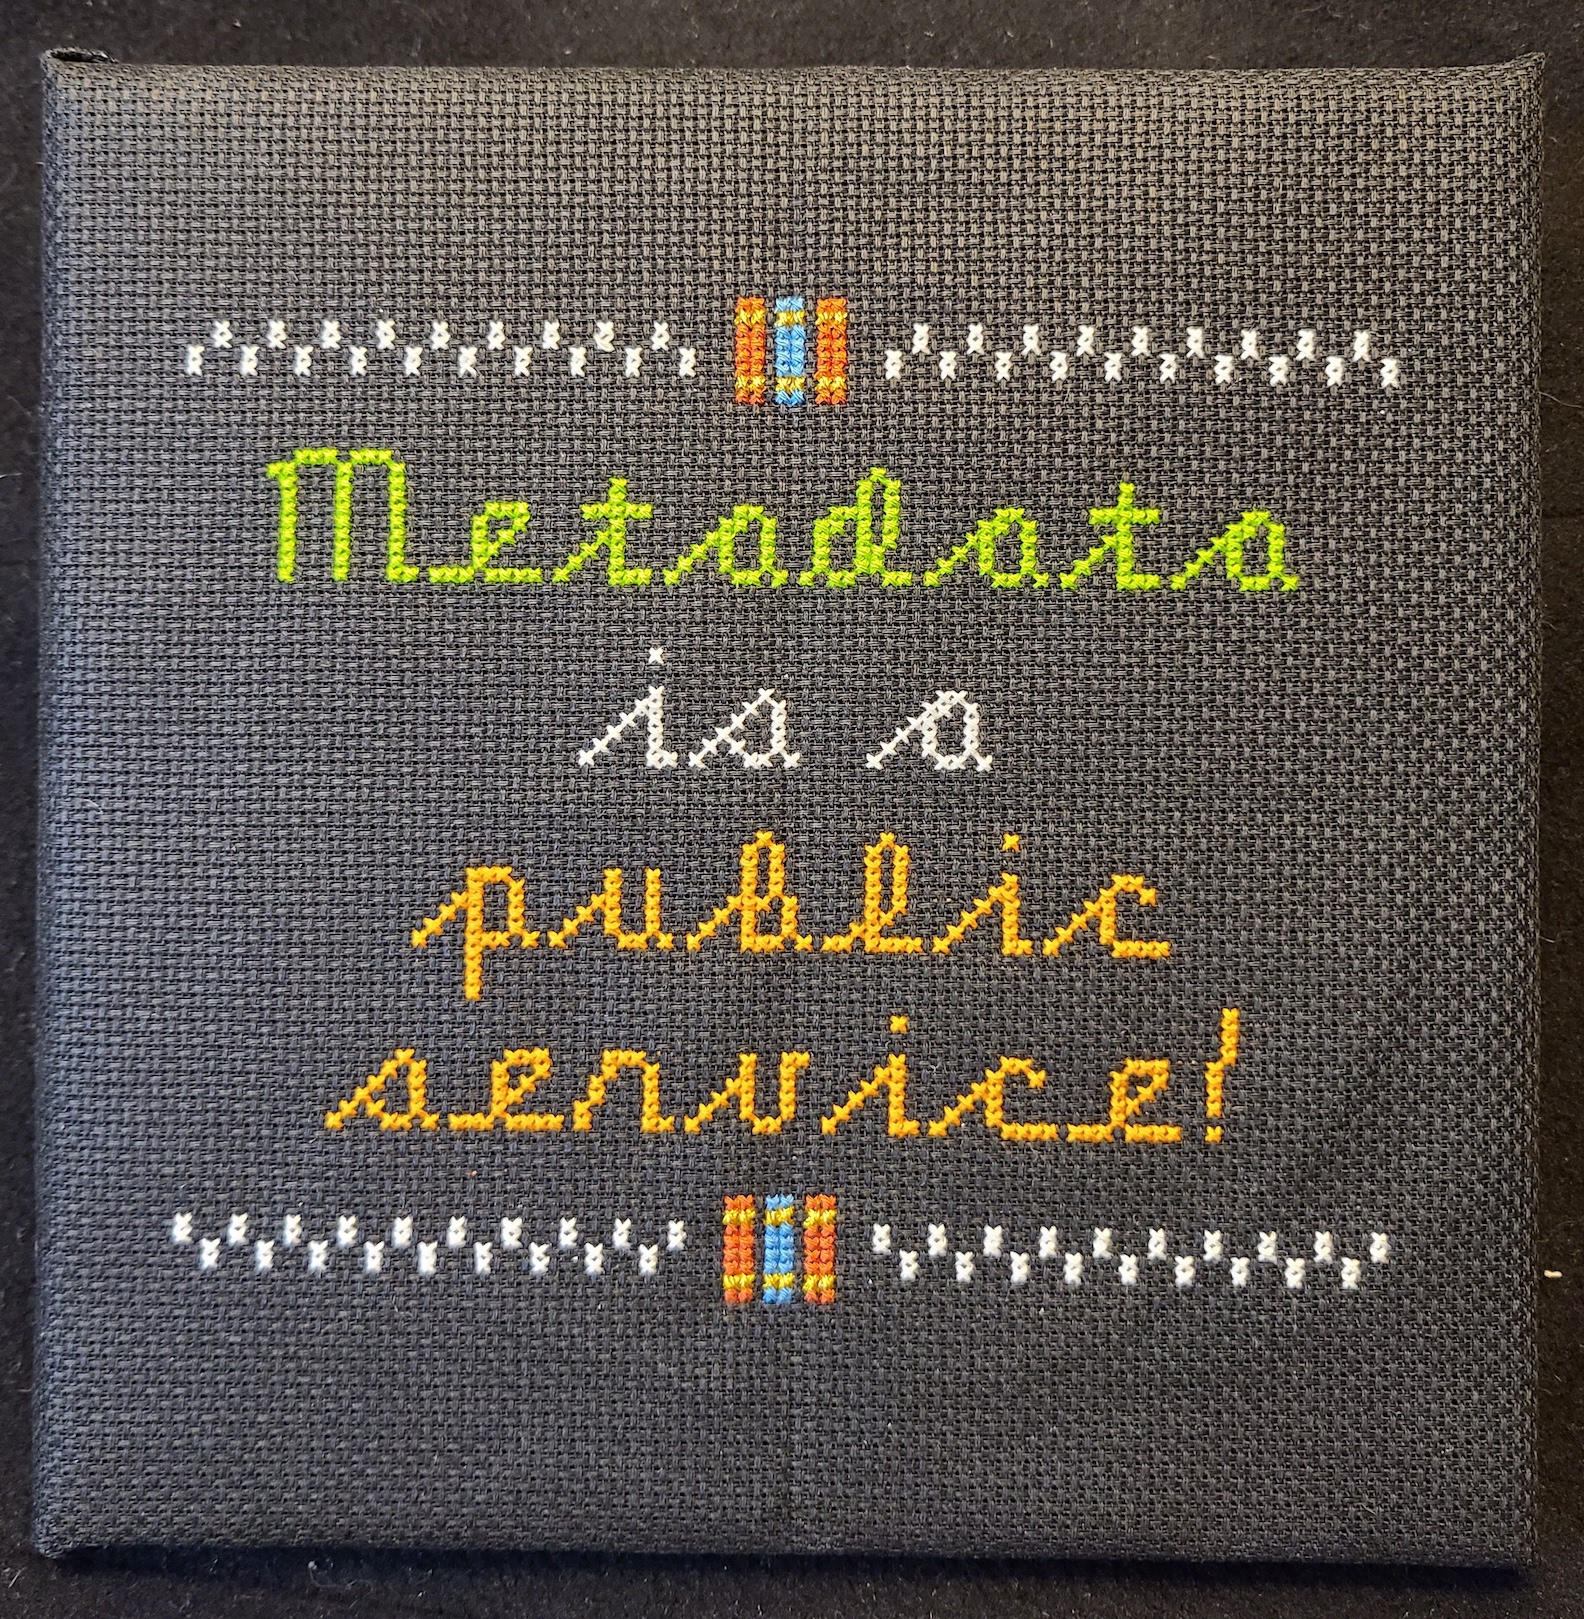 Metadata
is a
public
service!